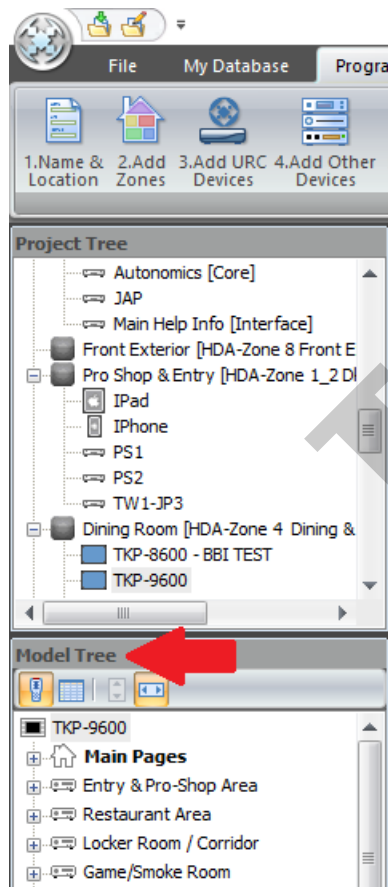 File My Database Progra
1.Name & 2.Add 3.Add URC 4.Add Other
Location Zones Devices Devices
Project Tree
Autonomics [Core]
JAP
Main Help Info [Interface]
Front Exterior [HDA-Zone 8 Front E
Pro Shop & Entry [HDA-Zone 1_2 D
IPad
IPhone
PS1
PS2
TW1-JP3
Dining Room [HDA-Zone 4 Dining &
TKP-8600 - BBI TEST
TKP-9600
Model Tree
TKP-9600
Main Pages
Entry & Pro-Shop Area
Restaurant Area
Locker Room / Corridor
Game/Smoke Room